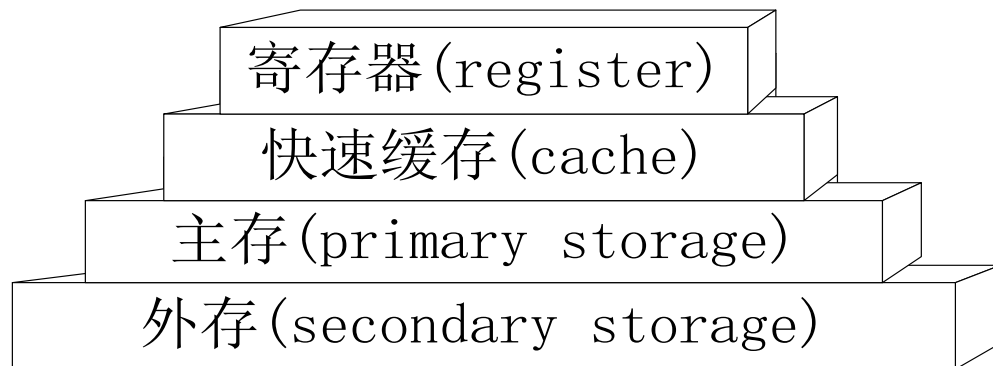 寄存器(register)
快速缓存(cache)
主存(primary storage)
外存(secondary storage)